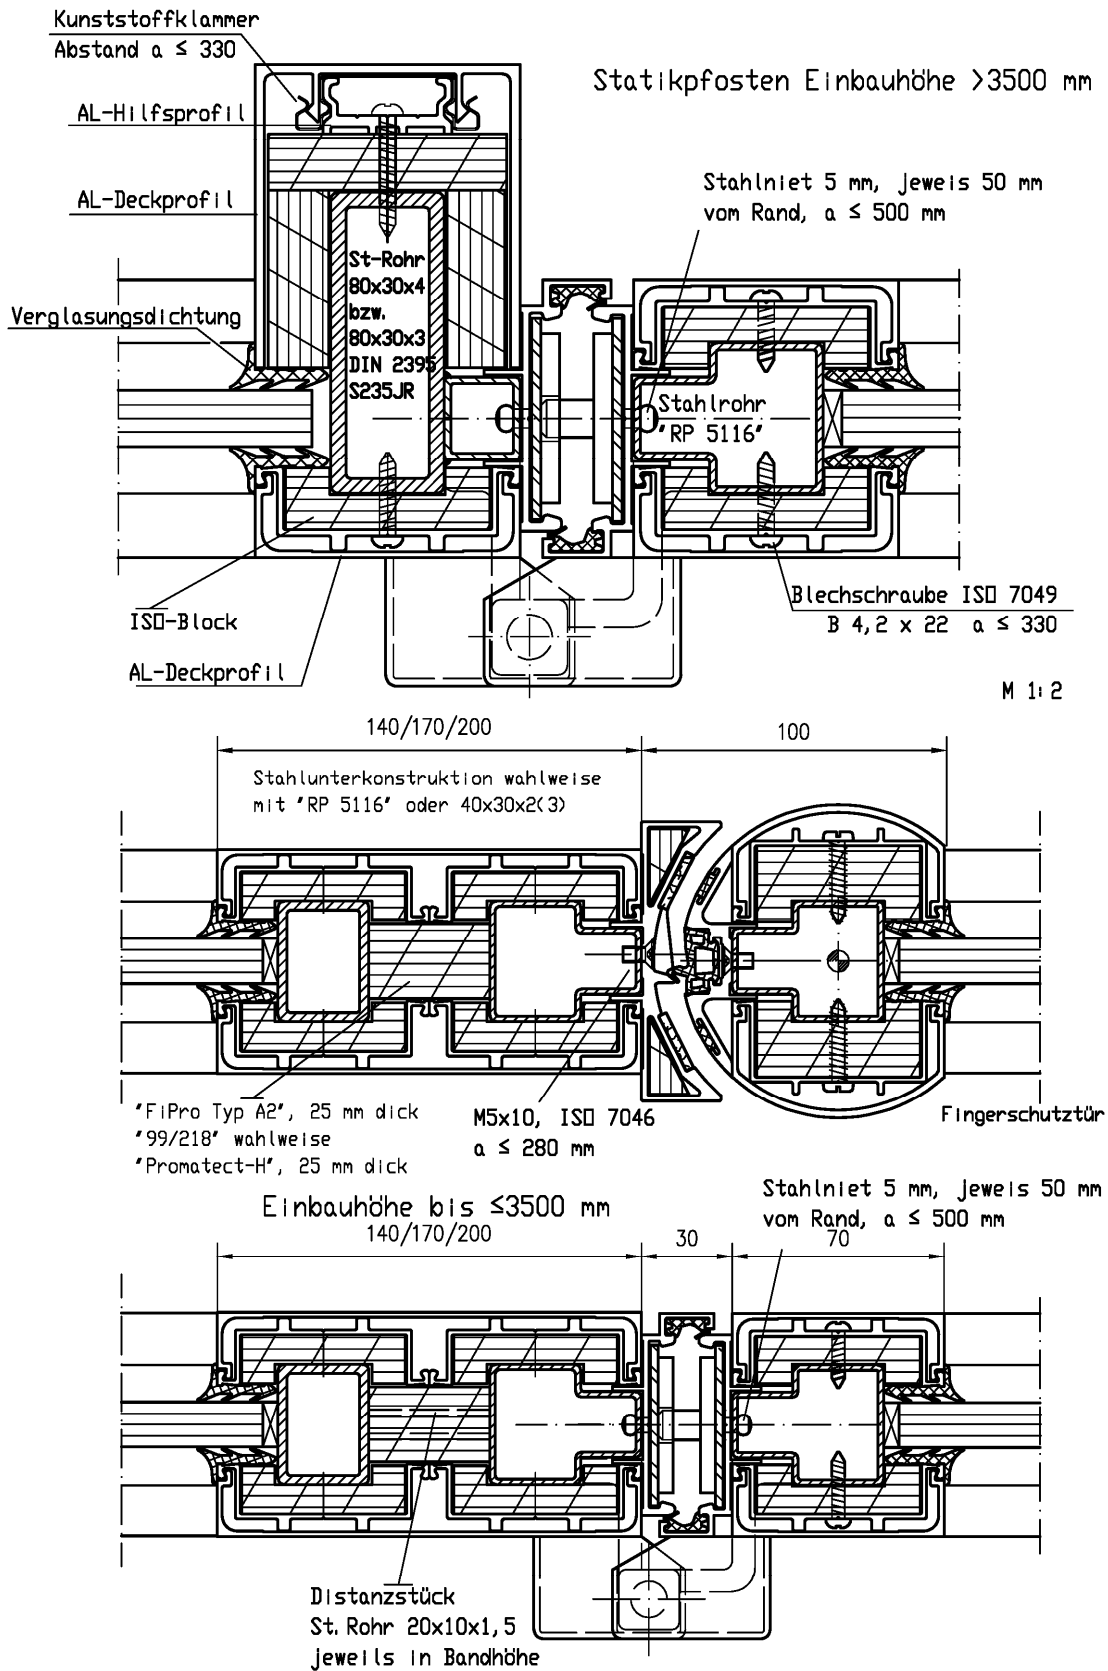 Kunststoffklammer
Abstand a ≤ 330
Statikpfosten Einbauhöhe >3500 mm
AL-Hilfsprofil
AL-Deckprofil
Stahlniet 5 mm, jeweis 50 mm
vom Rand, a ≤ 500 mm
St-Rohr
80x30x4
bzw.
80x30x3
DIN 2395
S235JR
Verglasungsdichtung
Stahlrohr
"RP 5116"
ISO-Block
AL-Deckprofil
Blechschraube ISO 7049
B 4,2 x 22 a ≤ 330
M 1:2
140/170/200
100
Stahlunterkonstruktion wahlweise
mit "RP 5116" oder 40x30x2(3)
"FiPro Typ A2", 25 mm dick
"99/218" wahlweise
"Promatect-H", 25 mm dick
M5x10, ISO 7046
a ≤ 280 mm
Fingerschutztür
Einbauhöhe bis ≤3500 mm
Stahlniet 5 mm, jeweis 50 mm
vom Rand, a ≤ 500 mm
140/170/200
30
70
Distanzstück
St. Rohr 20x10x1,5
jeweils in Bandhöhe